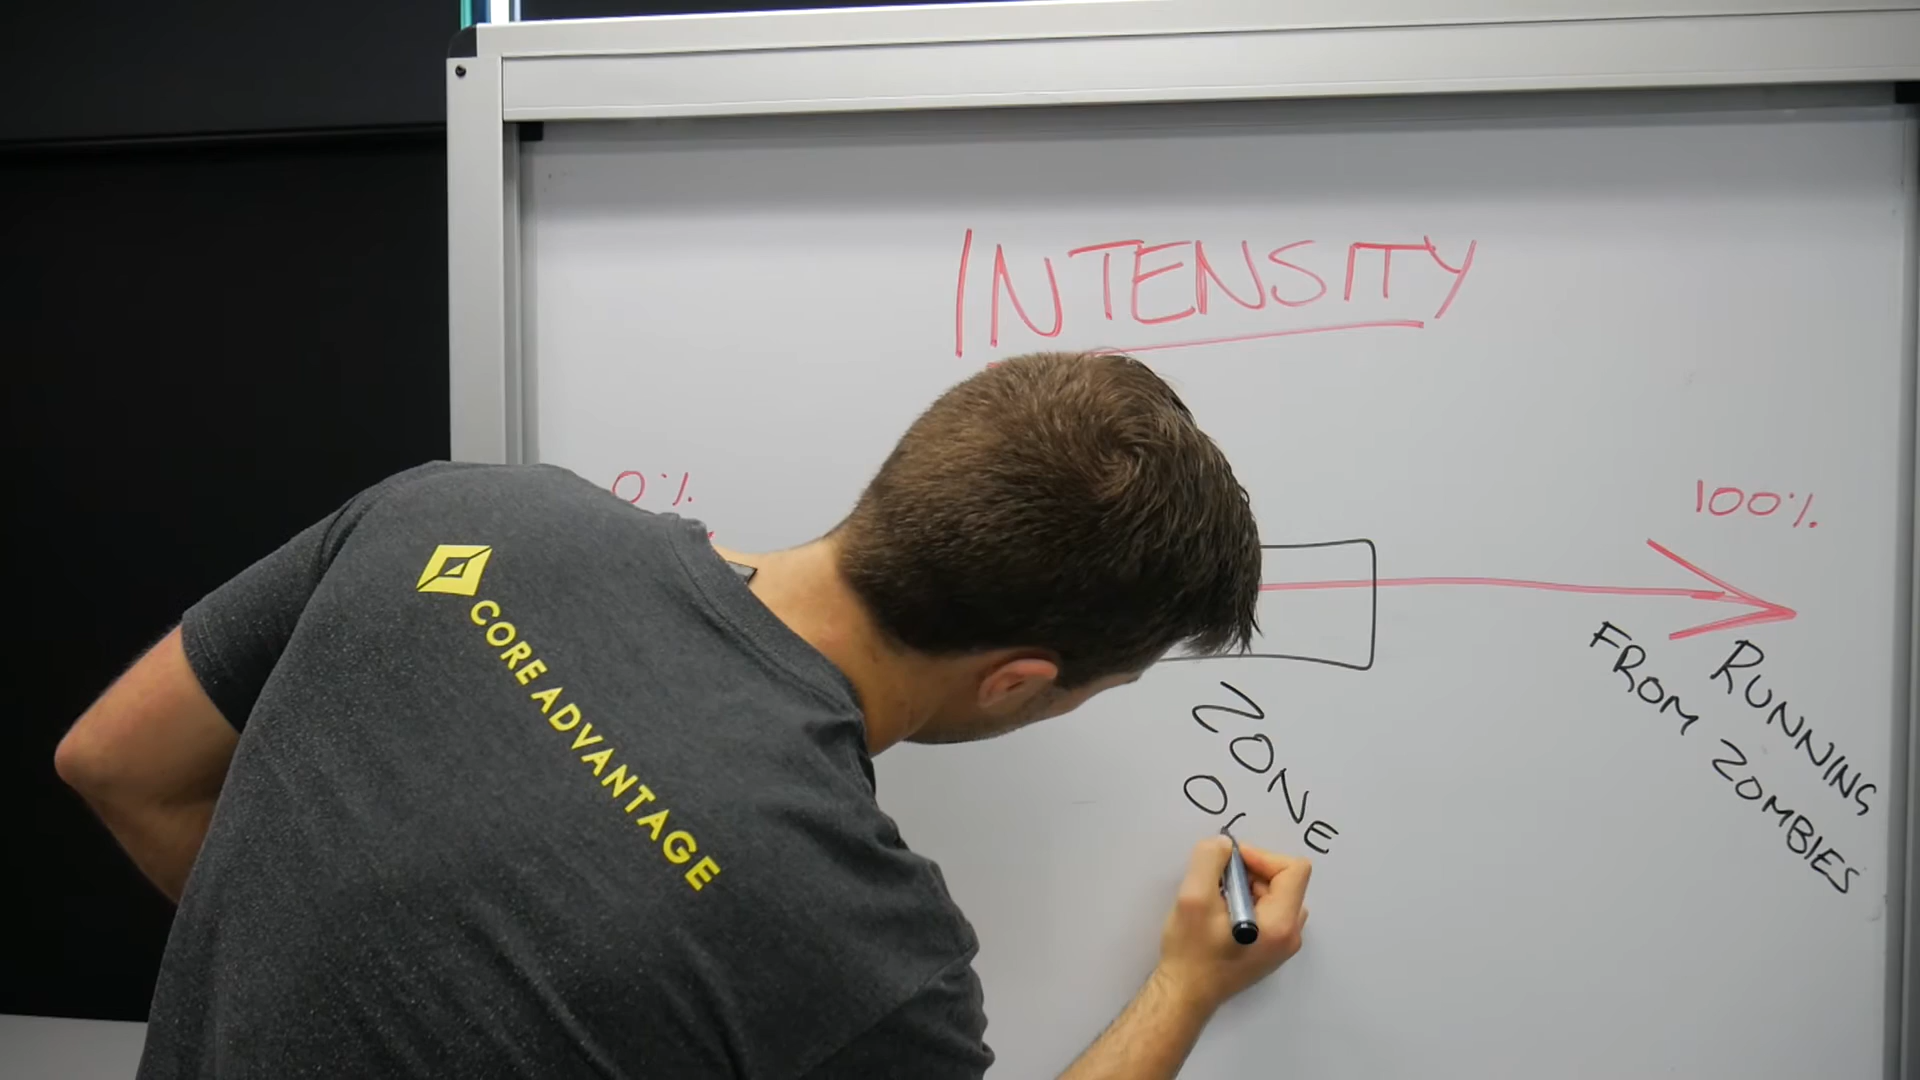 INTENSITY
0%
100%
RUNNING
FROM ZOMBIES
ZONE
CORE ADVANTAGE